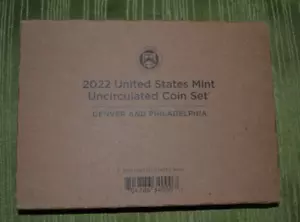 2022 United States Mint
Uncirculated Coin Set
DENVER AND PHILADELPHIA